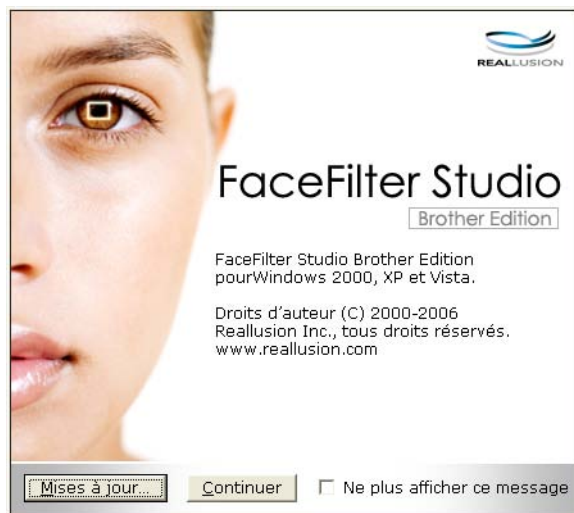 REALLUSION
FaceFilter Studio
Brother Edition
FaceFilter Studio Brother Edition
pourWindows 2000, XP et Vista.
Droits d'auteur (C) 2000-2006
Reallusion Inc., tous droits réservés.
www.reallusion.com
Mises à jour... Continuer Ne plus afficher ce message